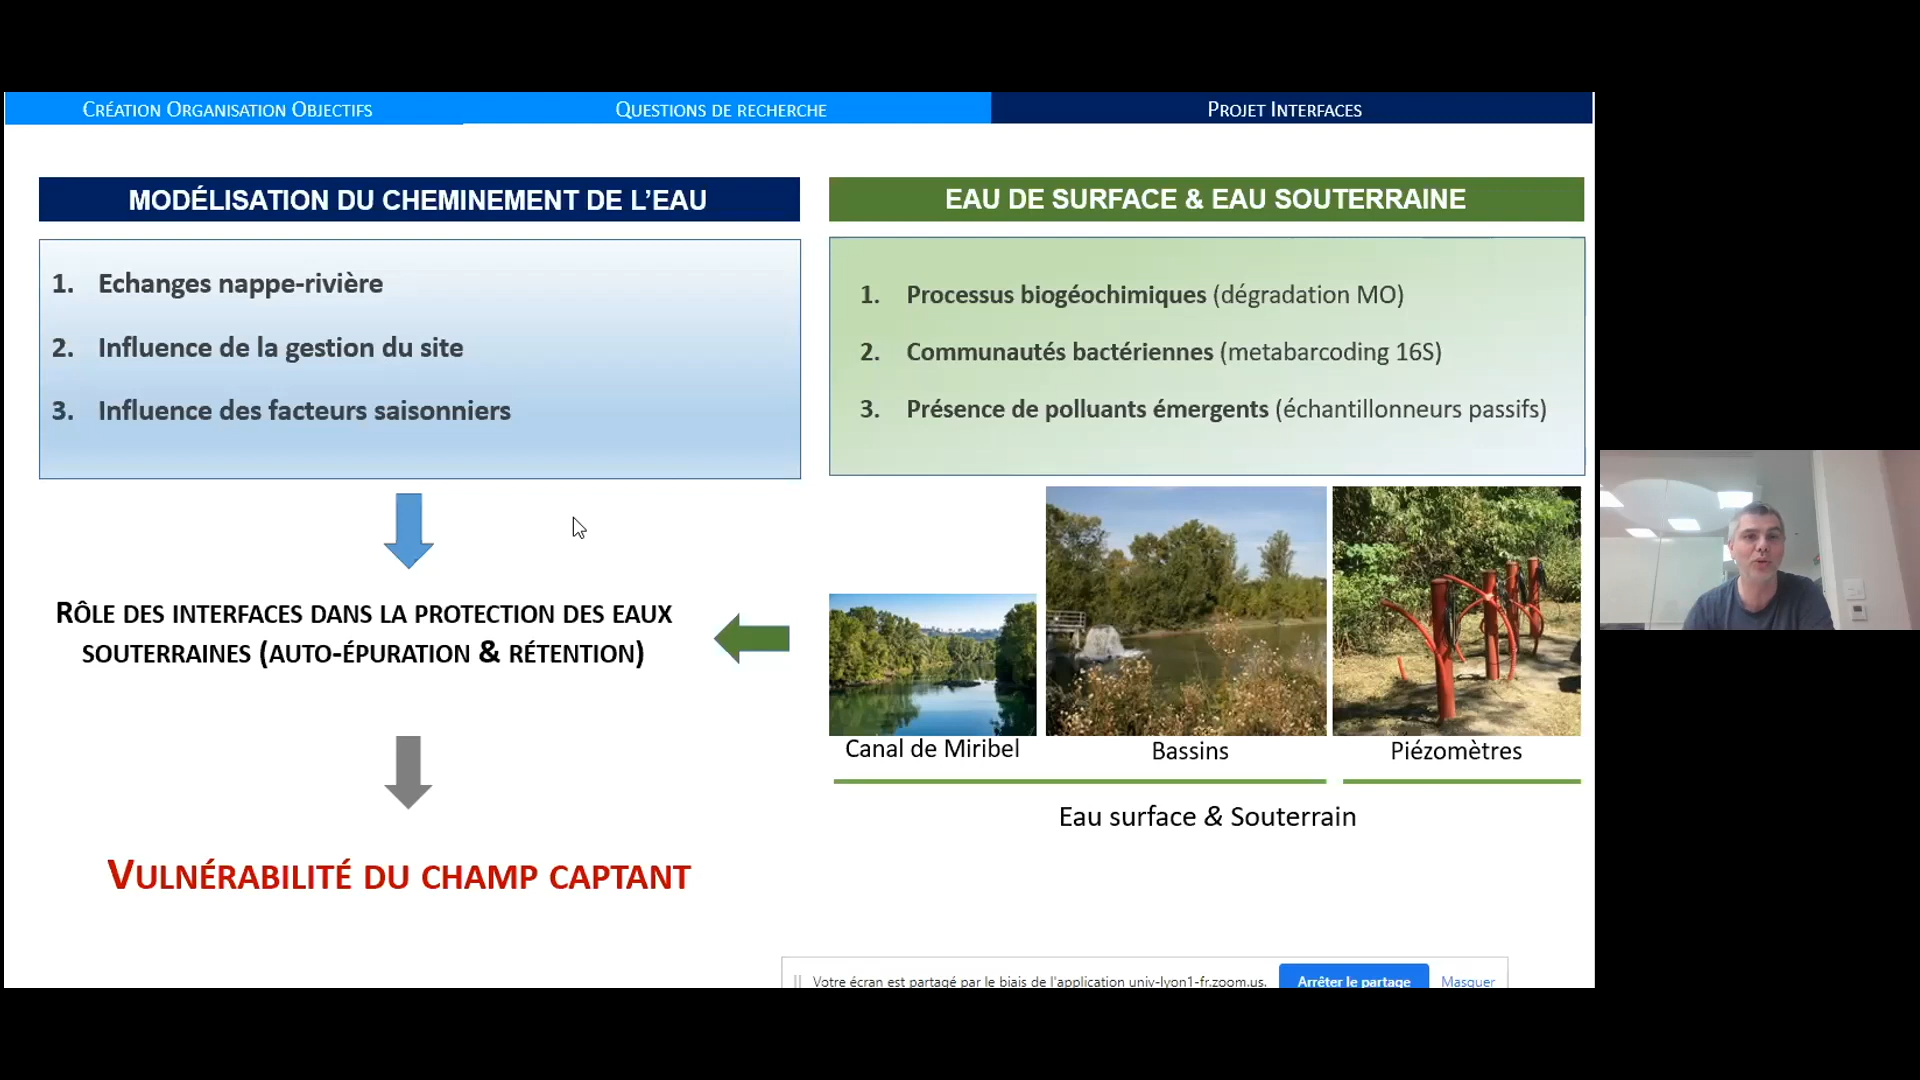 CRÉATION ORGANISATION OBJECTIFS
QUESTIONS DE RECHERCHE
PROJET INTERFACES
MODÉLISATION DU CHEMINEMENT DE L’EAU
1. Echanges nappe-rivière
2. Influence de la gestion du site
3. Influence des facteurs saisonniers
EAU DE SURFACE & EAU SOUTERRAINE
1. Processus biogéochimiques (dégradation MO)
2. Communautés bactériennes (metabarcoding 16S)
3. Présence de polluants émergents (échantillonneurs passifs)
RÔLE DES INTERFACES DANS LA PROTECTION DES EAUX
SOUTERRAINES (AUTO-ÉPURATION & RÉTENTION)
VULNÉRABILITÉ DU CHAMP CAPTANT
Canal de Miribel
Bassins
Piézomètres
Eau surface & Souterrain
Votre écran est partagé par le biais de l'application univ-lyon1-fr.zoom.us.
Arrêter le partage
Masquer